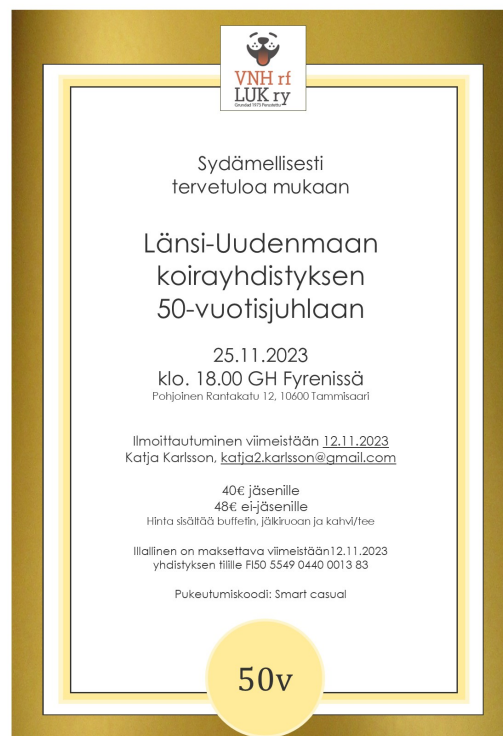 VNH rf
LUK ry
Grundad 1973 Perustettu
Sydämellisesti
tervetuloa mukaan
Länsi-Uudenmaan
koirayhdistyksen
50-vuotisjuhlaan
25.11.2023
klo. 18.00 GH Fyrenissä
Pohjoinen Rantakatu 12, 10600 Tammisaari
Ilmoittautuminen viimeistään 12.11.2023
Katja Karlsson, katja2.karlsson@gmail.com
40€ jäsenille
48€ ei-jäsenille
Hinta sisältää buffetin, jälkiruoan ja kahvi/tee
Illallinen on maksettava viimeistään12.11.2023
yhdistyksen tilille FI50 5549 0440 0013 83
Pukeutumiskoodi: Smart casual
50v